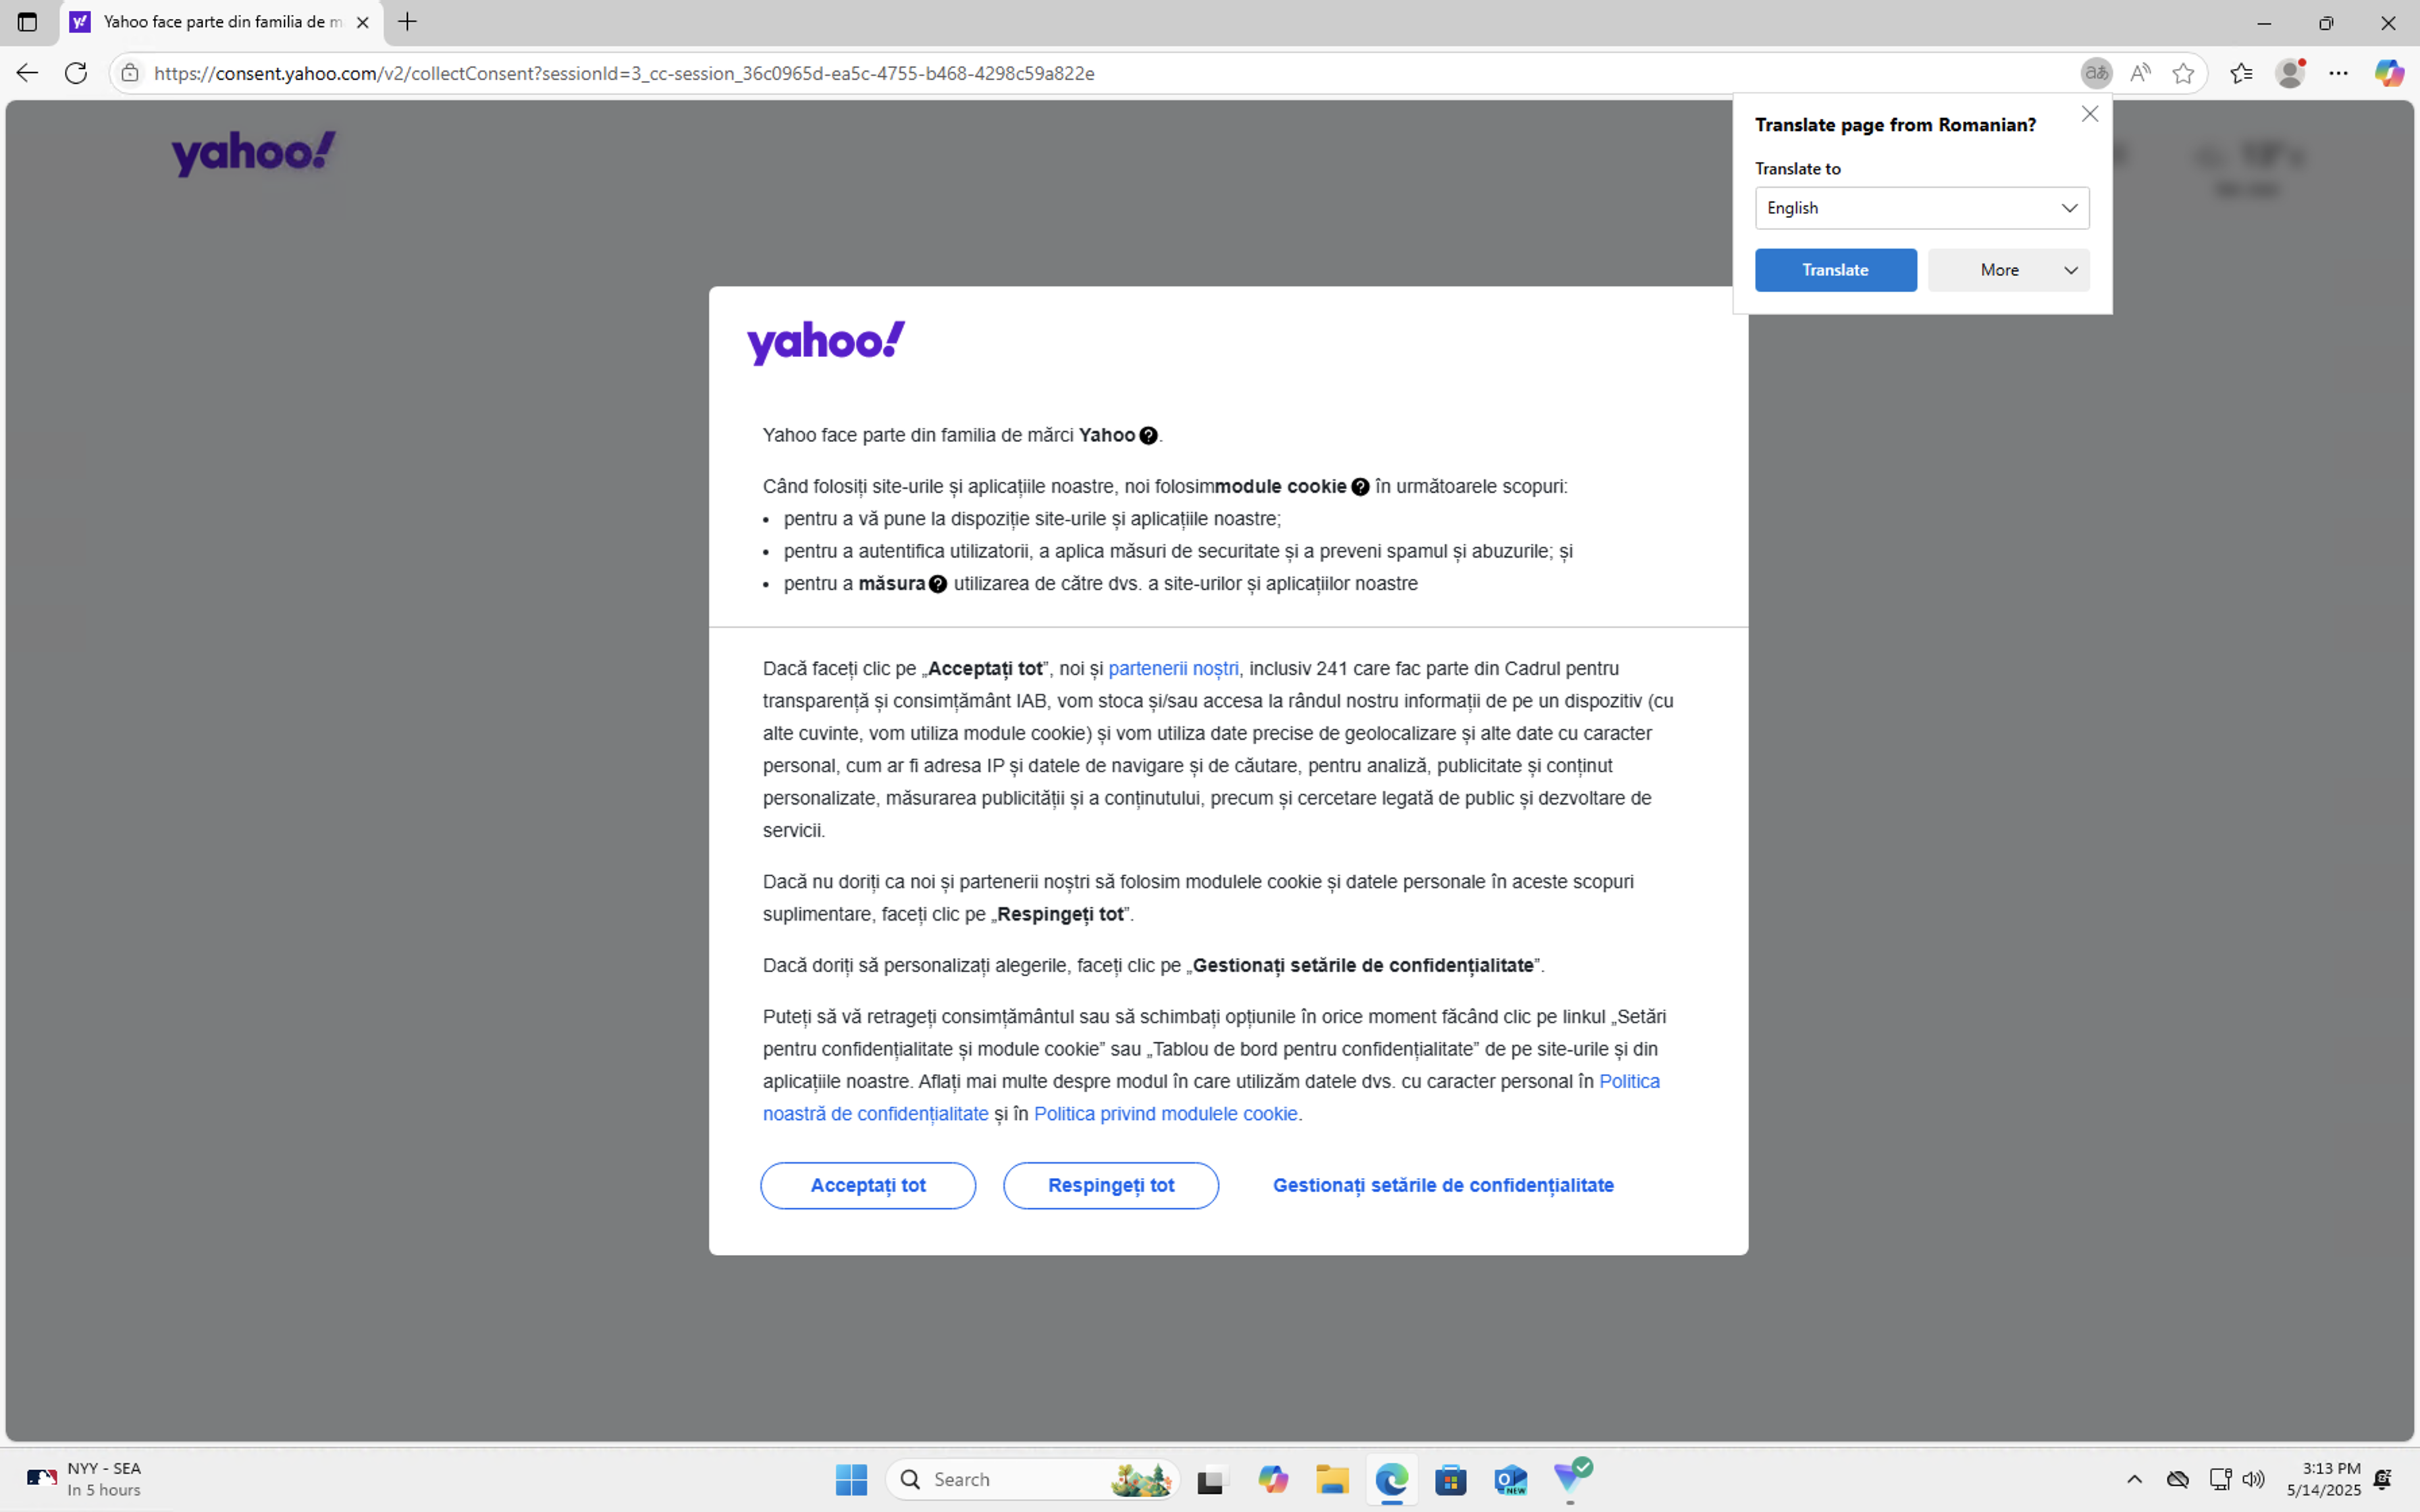 Yahoo face parte din familia de m
https://consent.yahoo.com/v2/collectConsent?sessionId=3_cc-session_36c0965d-ea5c-4755-b468-4298c59a822e
yahoo!
Translate page from Romanian?
Translate to
English
Translate
More
yahoo!
Yahoo face parte din familia de mărci Yahoo?.
Când folosiți site-urile și aplicațiile noastre, noi folosimmodule cookie? în următoarele scopuri:
• pentru a vă pune la dispoziție site-urile și aplicațiile noastre;
• pentru a autentifica utilizatorii, a aplica măsuri de securitate și a preveni spamul și abuzurile; și
• pentru a măsura? utilizarea de către dvs. a site-urilor și aplicațiilor noastre
Dacă faceți clic pe „Acceptați tot”, noi și partenerii noștri, inclusiv 241 care fac parte din Cadrul pentru
transparență și consimțământ IAB, vom stoca și/sau accesa la rândul nostru informații de pe un dispozitiv (cu
alte cuvinte, vom utiliza module cookie) și vom utiliza date precise de geolocalizare și alte date cu caracter
personal, cum ar fi adresa IP și datele de navigare și de căutare, pentru analiză, publicitate și conținut
personalizate, măsurarea publicității și a conținutului, precum și cercetare legată de public și dezvoltare de
servicii.
Dacă nu doriți ca noi și partenerii noștri să folosim modulele cookie și datele personale în aceste scopuri
suplimentare, faceți clic pe „Respingeți tot”.
Dacă doriți să personalizați alegerile, faceți clic pe „Gestionați setările de confidențialitate”.
Puteți să vă retrageți consimțământul sau să schimbați opțiunile în orice moment făcând clic pe linkul „Setări
pentru confidențialitate și module cookie” sau „Tablou de bord pentru confidențialitate” de pe site-urile și din
aplicațiile noastre. Aflați mai multe despre modul în care utilizăm datele dvs. cu caracter personal în Politica
noastră de confidențialitate și în Politica privind modulele cookie.
Acceptați tot
Respingeți tot
Gestionați setările de confidențialitate
NYY - SEA
In 5 hours
Search
NEW
3:13 PM
5/14/2025